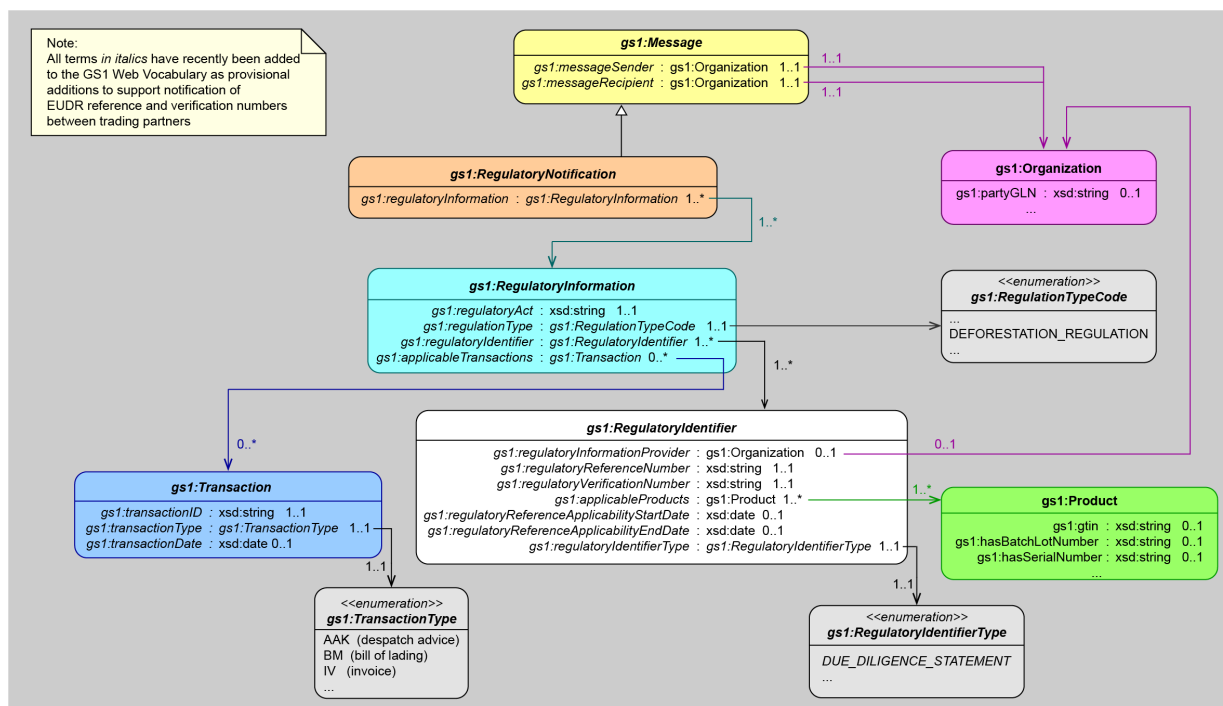 Note:
All terms in italics have recently been added
to the GS1 Web Vocabulary as provisional
additions to support notification of
EUDR reference and verification numbers
between trading partners
gs1:Message
gs1:messageSender : gs1:Organization 1..1
gs1:messageRecipient : gs1:Organization 1..1
1..1
1..1
gs1:Organization
gs1:partyGLN : xsd:string 0..1
...
gs1:RegulatoryNotification
gs1:regulatoryInformation : gs1:RegulatoryInformation 1..*
1..*
gs1:RegulatoryInformation
gs1:regulatoryAct : xsd:string 1..1
gs1:regulationType : gs1:RegulationTypeCode 1..1
gs1:regulatoryIdentifier : gs1:RegulatoryIdentifier 1..*
gs1:applicableTransactions : gs1:Transaction 0..*
<<enumeration>>
gs1:RegulationTypeCode
...
DEFORESTATION_REGULATION
...
1..*
0..*
gs1:RegulatoryIdentifier
gs1:regulatoryInformationProvider : gs1:Organization 0..1
gs1:regulatoryReferenceNumber : xsd:string 1..1
gs1:regulatoryVerificationNumber : xsd:string 1..1
gs1:applicableProducts : gs1:Product 1..*
gs1:regulatoryReferenceApplicabilityStartDate : xsd:date 0..1
gs1:regulatoryReferenceApplicabilityEndDate : xsd:date 0..1
gs1:regulatoryIdentifierType : gs1:RegulatoryIdentifierType 1..1
0..1
1..*
gs1:Transaction
gs1:transactionID : xsd:string 1..1
gs1:transactionType : gs1:TransactionType 1..1
gs1:transactionDate : xsd:date 0..1
gs1:Product
gs1:gtin : xsd:string 0..1
gs1:hasBatchLotNumber : xsd:string 0..1
gs1:hasSerialNumber : xsd:string 0..1
...
1..1
1..1
<<enumeration>>
gs1:TransactionType
AAK (despatch advice)
BM (bill of lading)
IV (invoice)
...
<<enumeration>>
gs1:RegulatoryIdentifierType
DUE_DILIGENCE_STATEMENT
...